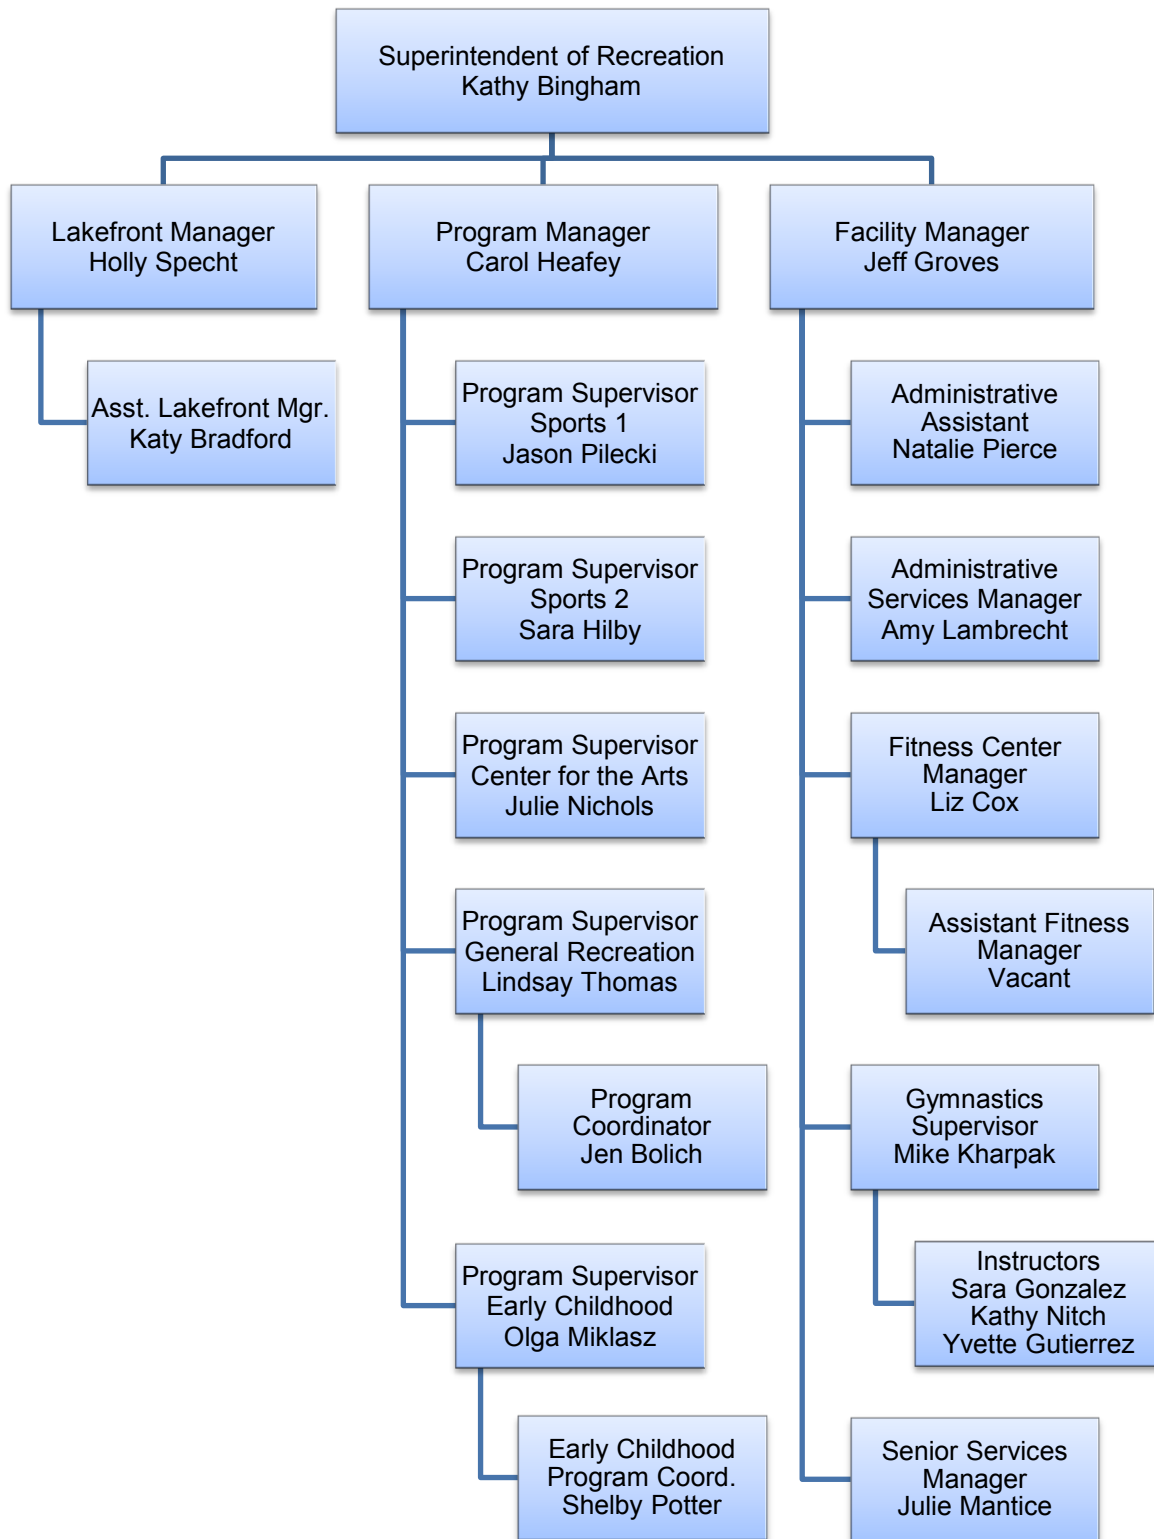 Superintendent of Recreation
Kathy Bingham
Lakefront Manager
Holly Specht
Asst. Lakefront Mgr.
Katy Bradford
Program Manager
Carol Heafey
Program Supervisor
Sports 1
Jason Pilecki
Program Supervisor
Sports 2
Sara Hilby
Program Supervisor
Center for the Arts
Julie Nichols
Program Supervisor
General Recreation
Lindsay Thomas
Program
Coordinator
Jen Bolich
Program Supervisor
Early Childhood
Olga Miklasz
Early Childhood
Program Coord.
Shelby Potter
Facility Manager
Jeff Groves
Administrative
Assistant
Natalie Pierce
Administrative
Services Manager
Amy Lambrecht
Fitness Center
Manager
Liz Cox
Assistant Fitness
Manager
Vacant
Gymnastics
Supervisor
Mike Kharpak
Instructors
Sara Gonzalez
Kathy Nitch
Yvette Gutierrez
Senior Services
Manager
Julie Mantice